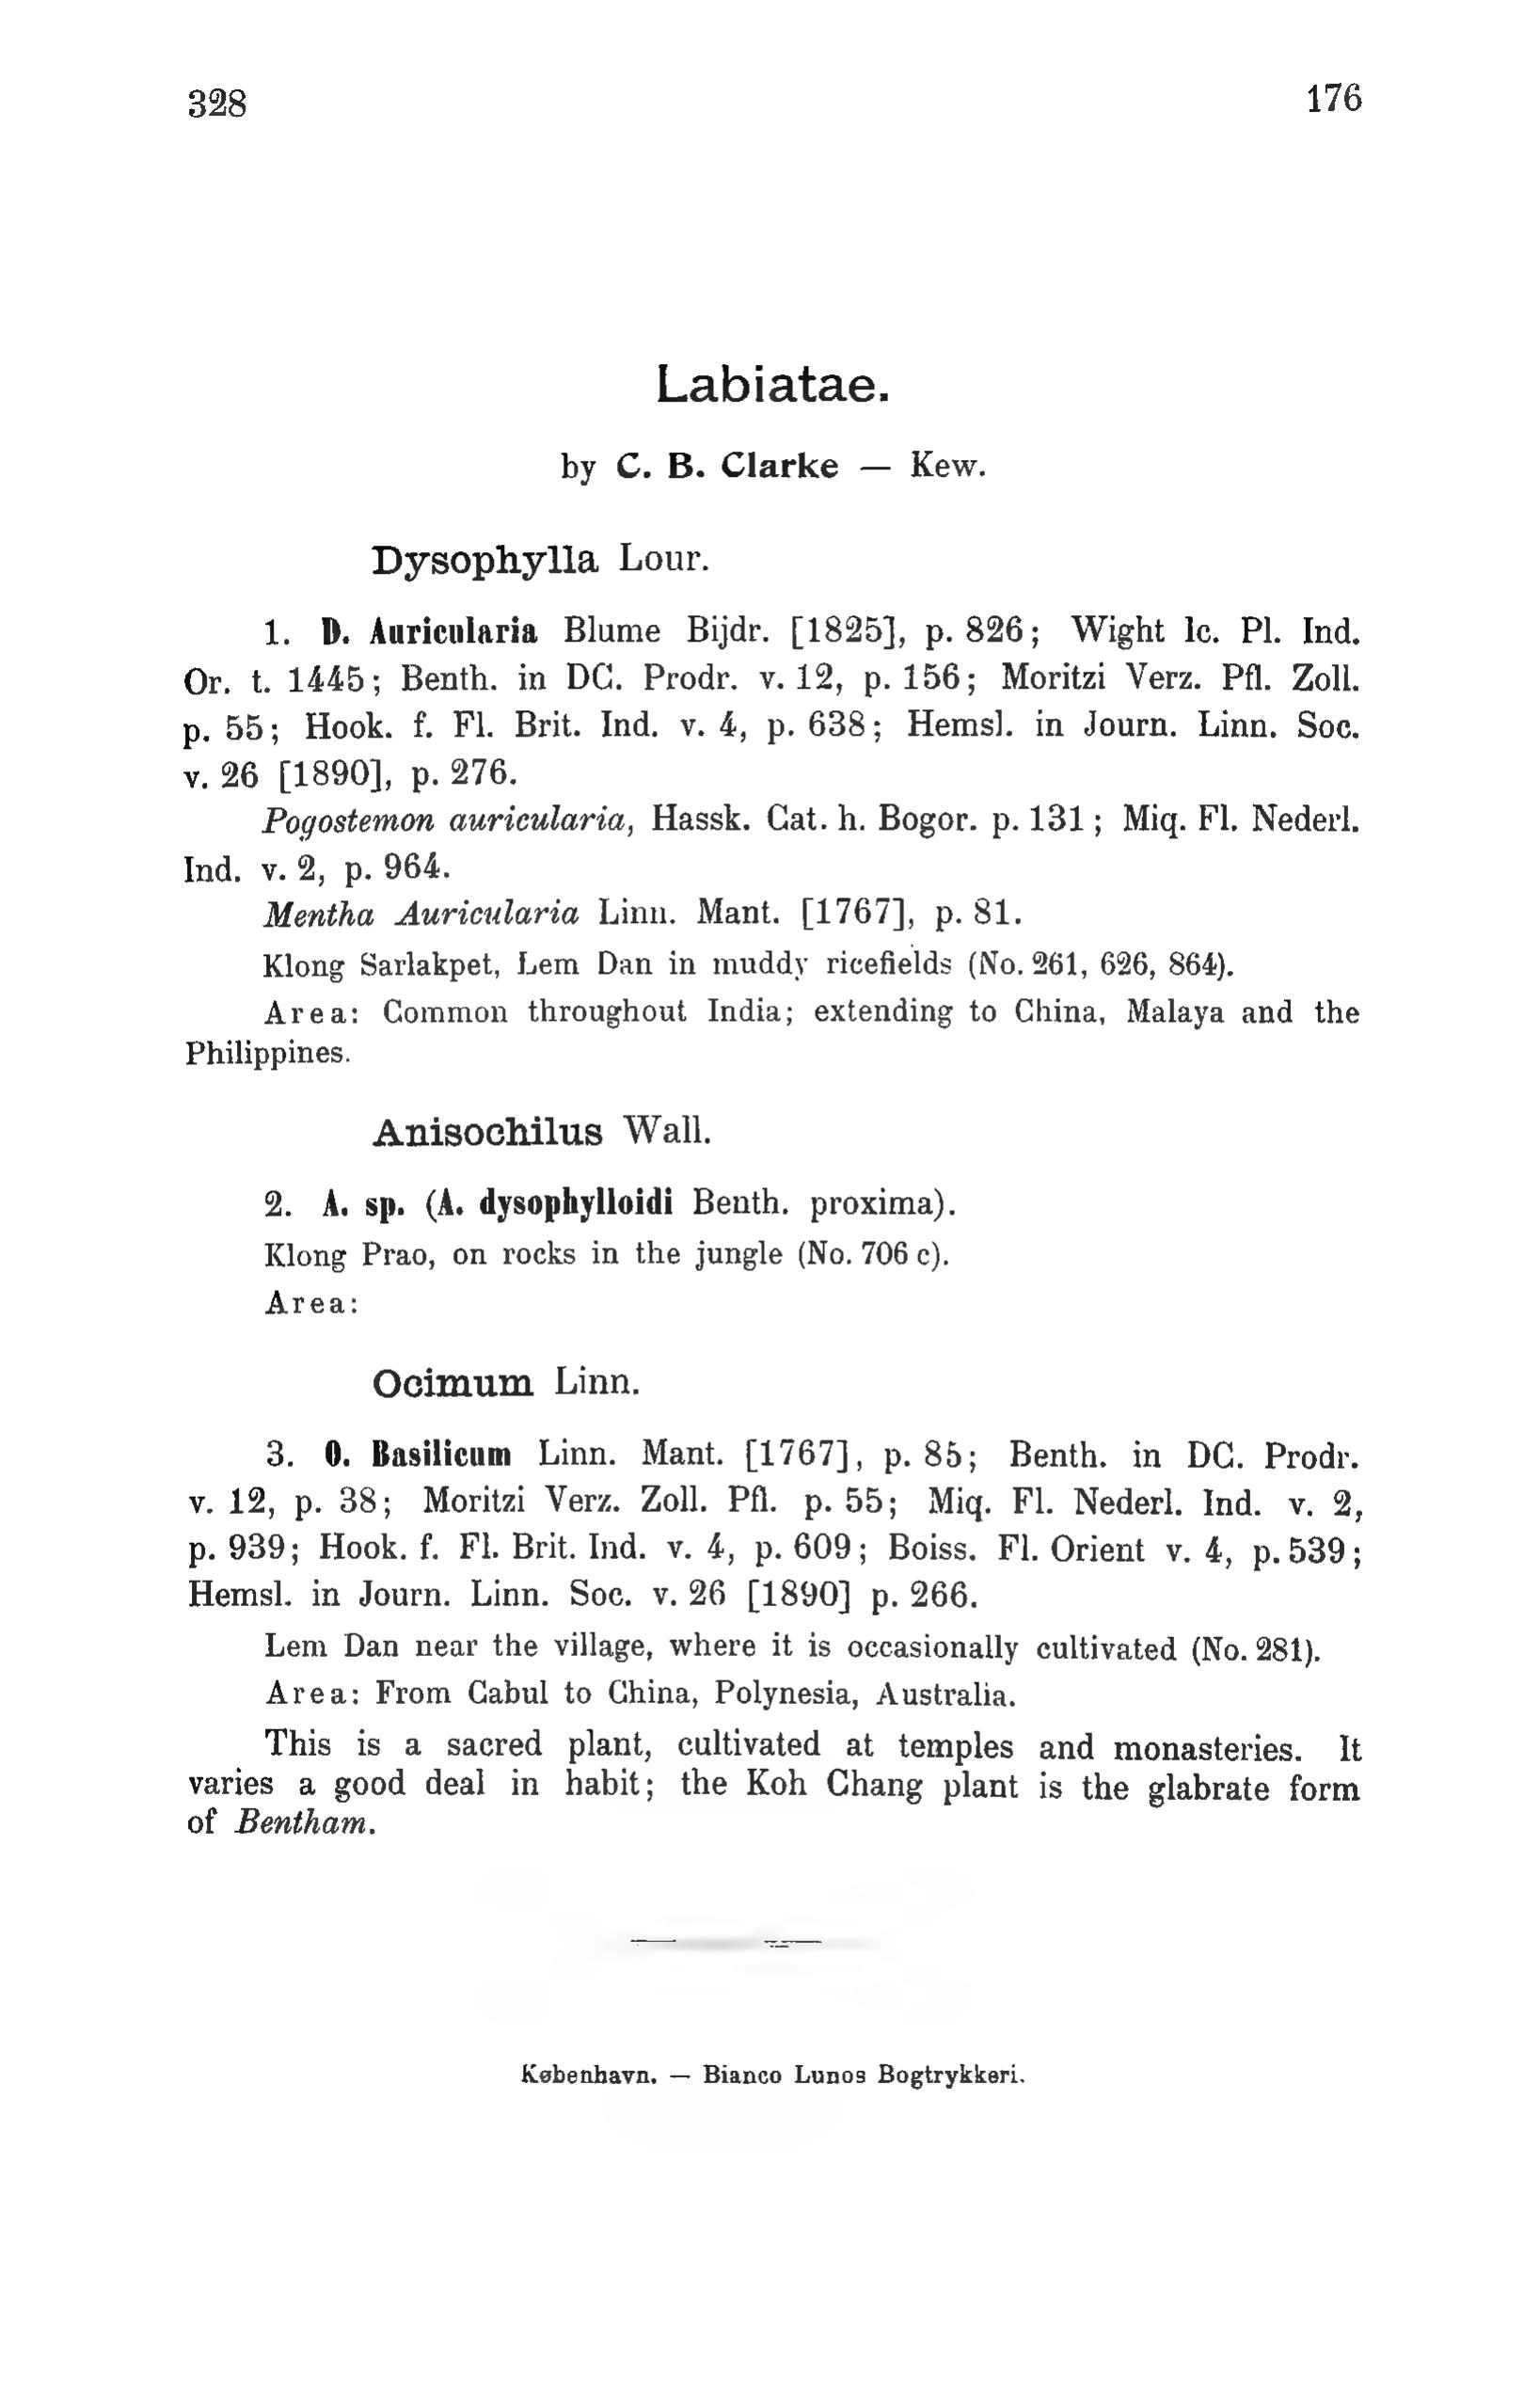 328
176
Labiatae.
by C. B. Clarke — Kew.
Dysophylla Lour.
1. D. Auricularia Blume Bijdr. [1825], p. 826; Wight Ic. Pl. Ind.
Or. t. 1445; Benth. in DC. Prodr. v. 12, p. 156; Moritzi Verz. Pfl. Zoll.
p. 55; Hook. f. Fl. Brit. Ind. v. 4, p. 638; Hemsl. in Journ. Linn. Soc.
v. 26 [1890], p. 276.
Pogostemon auricularia, Hassk. Cat. h. Bogor. p. 131; Miq. Fl. Nederl.
Ind. v. 2, p. 964.
Mentha Auricularia Linn. Mant. [1767], p. 81.
Klong Sarlakpet, Lem Dan in muddy ricefields (No. 261, 626, 864).
Area: Common throughout India; extending to China, Malaya and the
Philippines.
Anisochilus Wall.
2. A. sp. (A. dysophylloidi Benth. proxima).
Klong Prao, on rocks in the jungle (No. 706 c).
Area:
Ocimum Linn.
3. O. Basilicum Linn. Mant. [1767], p. 85; Benth. in DC. Prodr.
v. 12, p. 38; Moritzi Verz. Zoll. Pfl. p. 55; Miq. Fl. Nederl. Ind. v. 2,
p. 939; Hook. f. Fl. Brit. Ind. v. 4, p. 609; Boiss. Fl. Orient v. 4, p. 539;
Hemsl. in Journ. Linn. Soc. v. 26 [1890] p. 266.
Lem Dan near the village, where it is occasionally cultivated (No. 281).
Area: From Cabul to China, Polynesia, Australia.
This is a sacred plant, cultivated at temples and monasteries. It
varies a good deal in habit; the Koh Chang plant is the glabrate form
of Bentham.
København. — Bianco Lunos Bogtrykkeri.